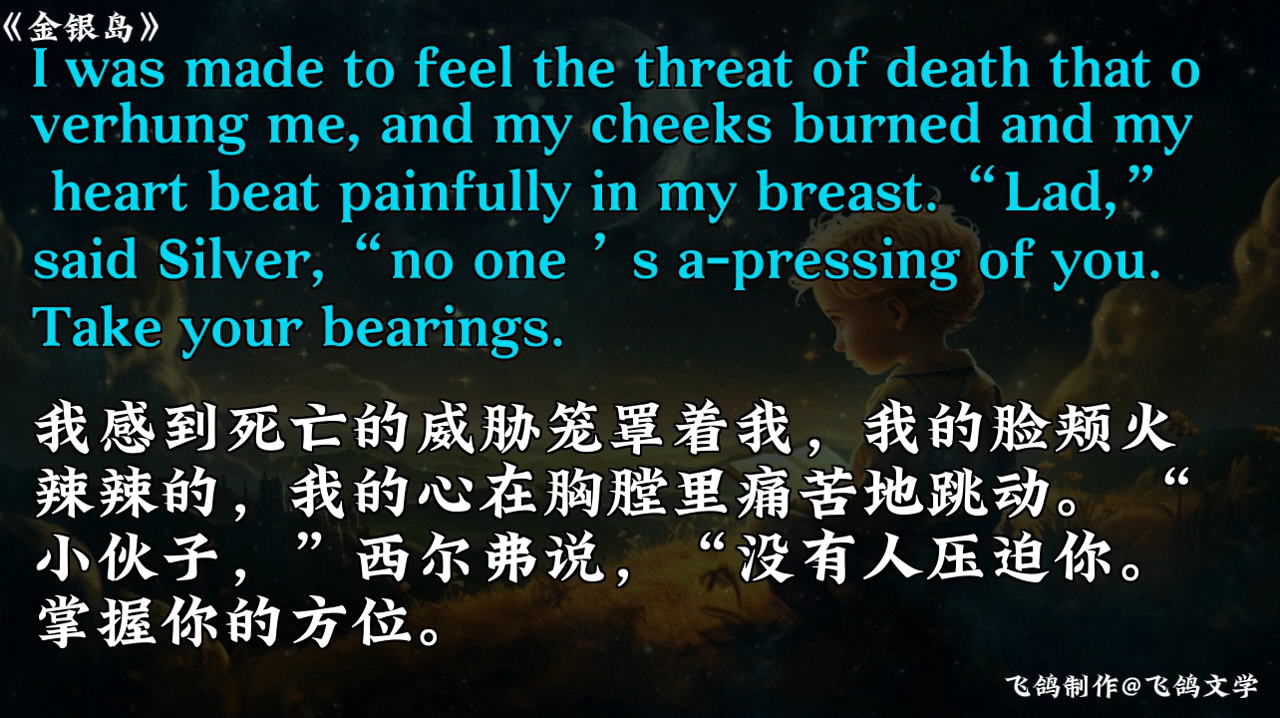 《金银岛》
I was made to feel the threat of death that o
verhung me, and my cheeks burned and my
heart beat painfully in my breast. “Lad,”
said Silver, “no one ’ s a-pressing of you.
Take your bearings.
我感到死亡的威胁笼罩着我，我的脸颊火
辣辣的，我的心在胸膛里痛苦地跳动。“
小伙子，”西尔弗说，“没有人压迫你。
掌握你的方位。
飞鸽制作@飞鸽文学